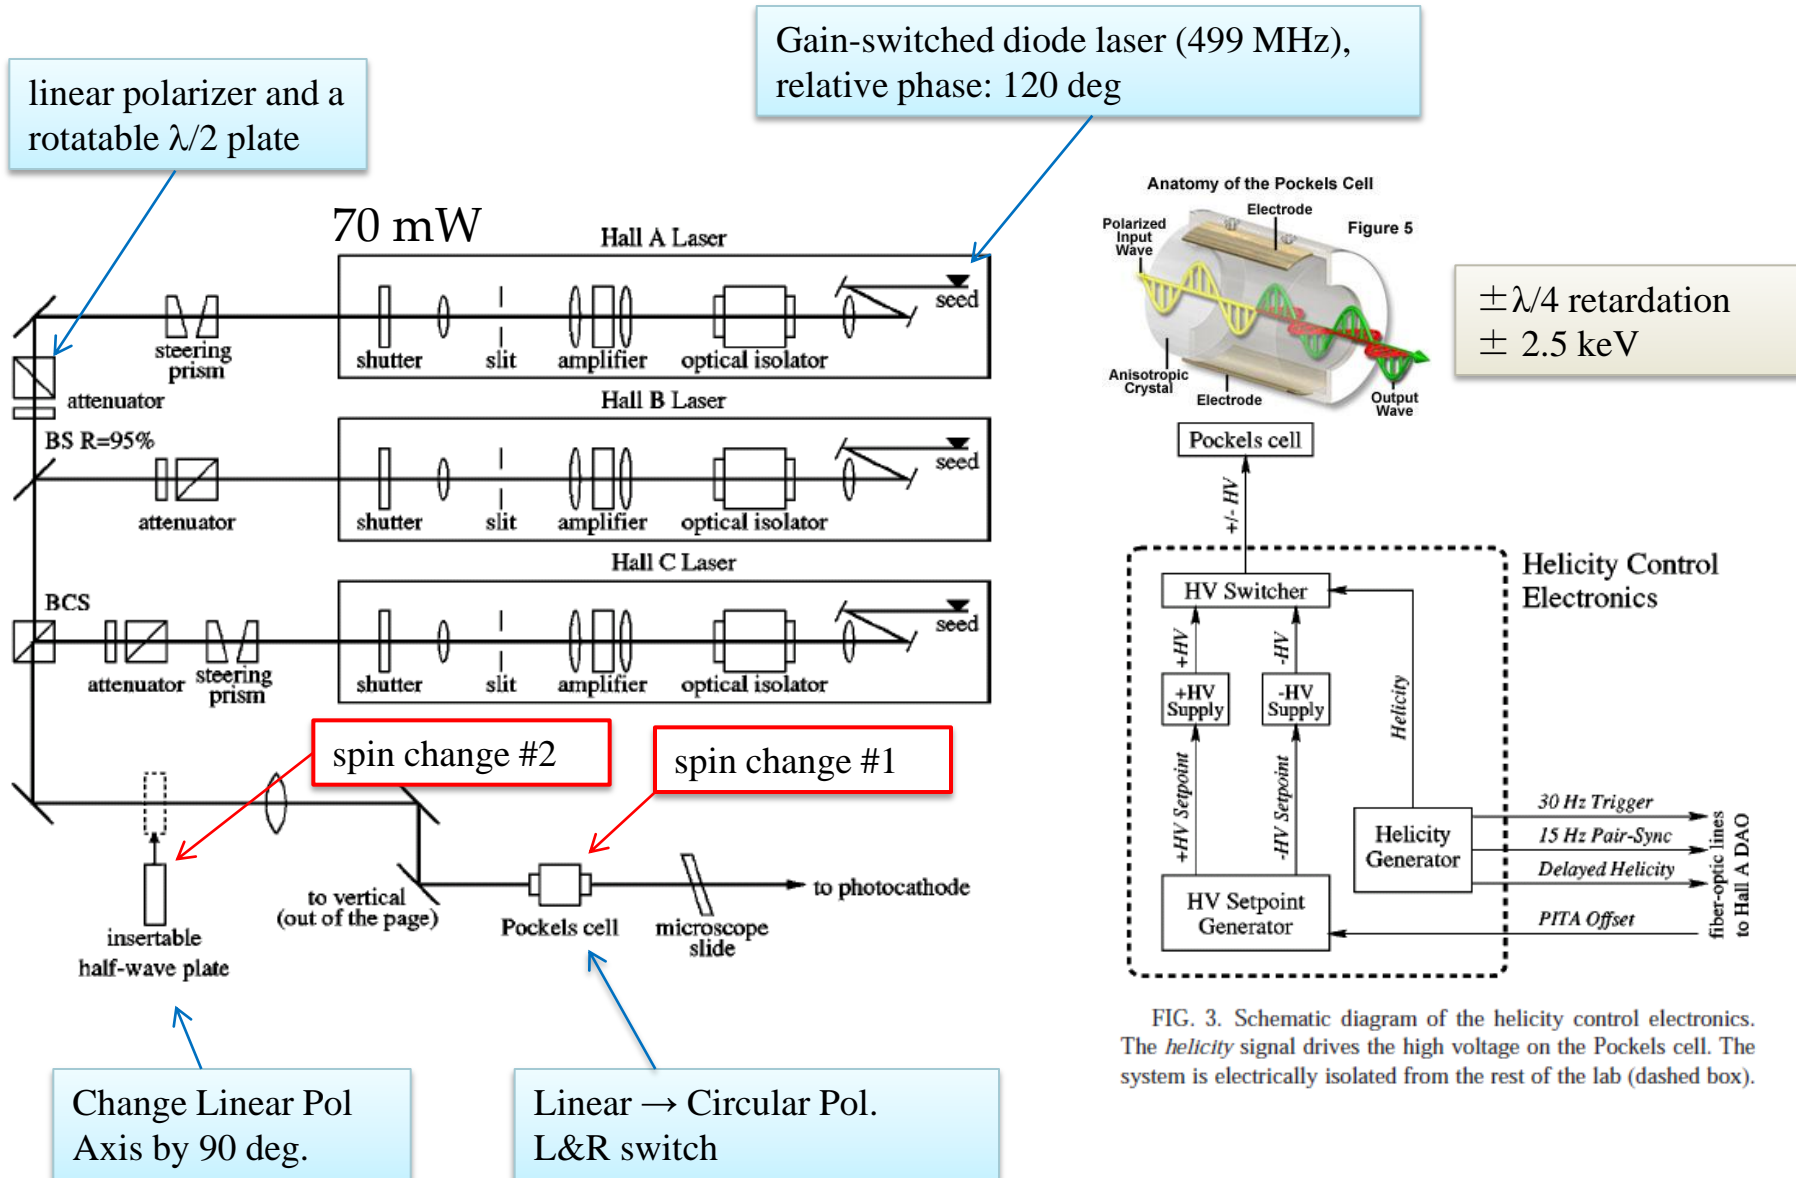 Gain-switched diode laser (499 MHz),
relative phase: 120 deg
linear polarizer and a
rotatable λ/2 plate
70 mW
Hall A Laser
seed
steering
prism
shutter
slit
amplifier
optical isolator
attenuator
Hall B Laser
BS R=95%
seed
attenuator
shutter
slit
amplifier
optical isolator
Hall C Laser
BCS
seed
attenuator
steering
prism
shutter
slit
amplifier
optical isolator
spin change #2
spin change #1
to vertical
(out of the page)
Pockels cell
microscope
slide
to photocathode
insertable
half-wave plate
Change Linear Pol
Axis by 90 deg.
Linear → Circular Pol.
L&R switch
Anatomy of the Pockels Cell
Figure 5
Electrode
Polarized
Input
Wave
Anisotropic
Crystal
Electrode
Output
Wave
±λ/4 retardation
± 2.5 keV
Pockels cell
+/- HV
Helicity Control
Electronics
HV Switcher
+HV
-HV
Helicity
+HV
Supply
-HV
Supply
+HV Setpoint
-HV Setpoint
Helicity
Generator
HV Setpoint
Generator
30 Hz Trigger
15 Hz Pair-Sync
Delayed Helicity
PITA Offset
fiber-optic lines
to Hall A DAQ
FIG. 3. Schematic diagram of the helicity control electronics.
The helicity signal drives the high voltage on the Pockels cell. The
system is electrically isolated from the rest of the lab (dashed box).